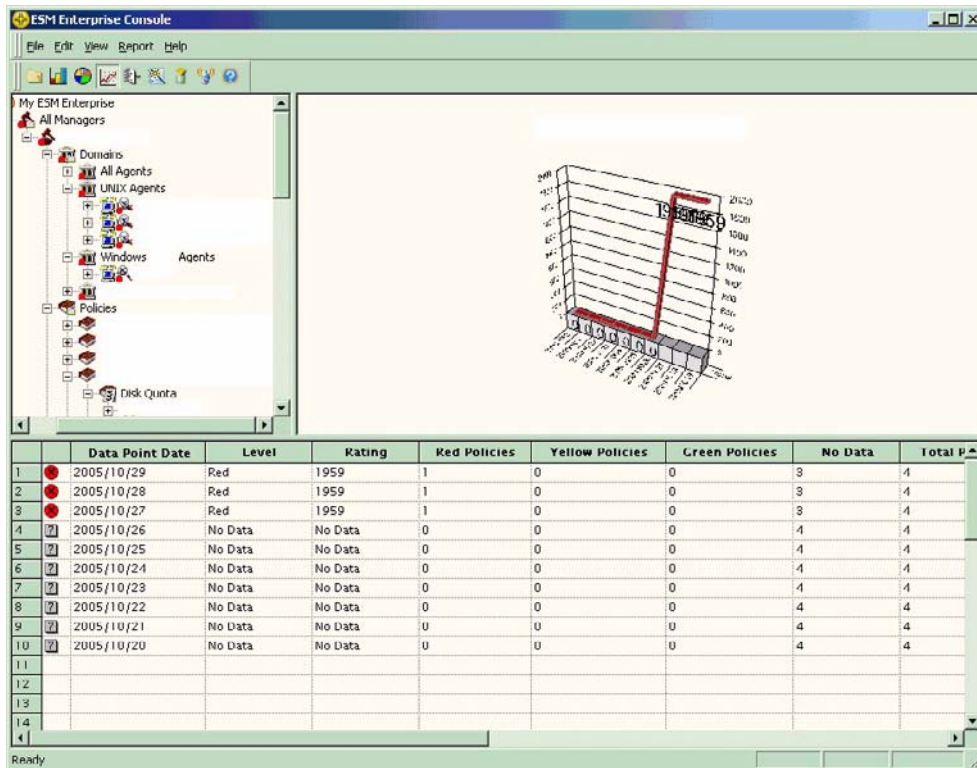 ESM Enterprise Console
File Edit View Report Help
My ESM Enterprise
All Managers
Domains
All Agents
UNIX Agents
Windows Agents
Policies
Disk Quota
2000
1959
Data Point Date Level Rating Red Policies Yellow Policies Green Policies No Data Total P
1 2005/10/29 Red 1959 1 0 0 3 4
2 2005/10/28 Red 1959 1 0 0 3 4
3 2005/10/27 Red 1959 1 0 0 3 4
4 2005/10/26 No Data No Data 0 0 0 4 4
5 2005/10/25 No Data No Data 0 0 0 4 4
6 2005/10/24 No Data No Data 0 0 0 4 4
7 2005/10/23 No Data No Data 0 0 0 4 4
8 2005/10/22 No Data No Data 0 0 0 4 4
9 2005/10/21 No Data No Data 0 0 0 4 4
10 2005/10/20 No Data No Data 0 0 0 4 4
11
12
13
14
Ready